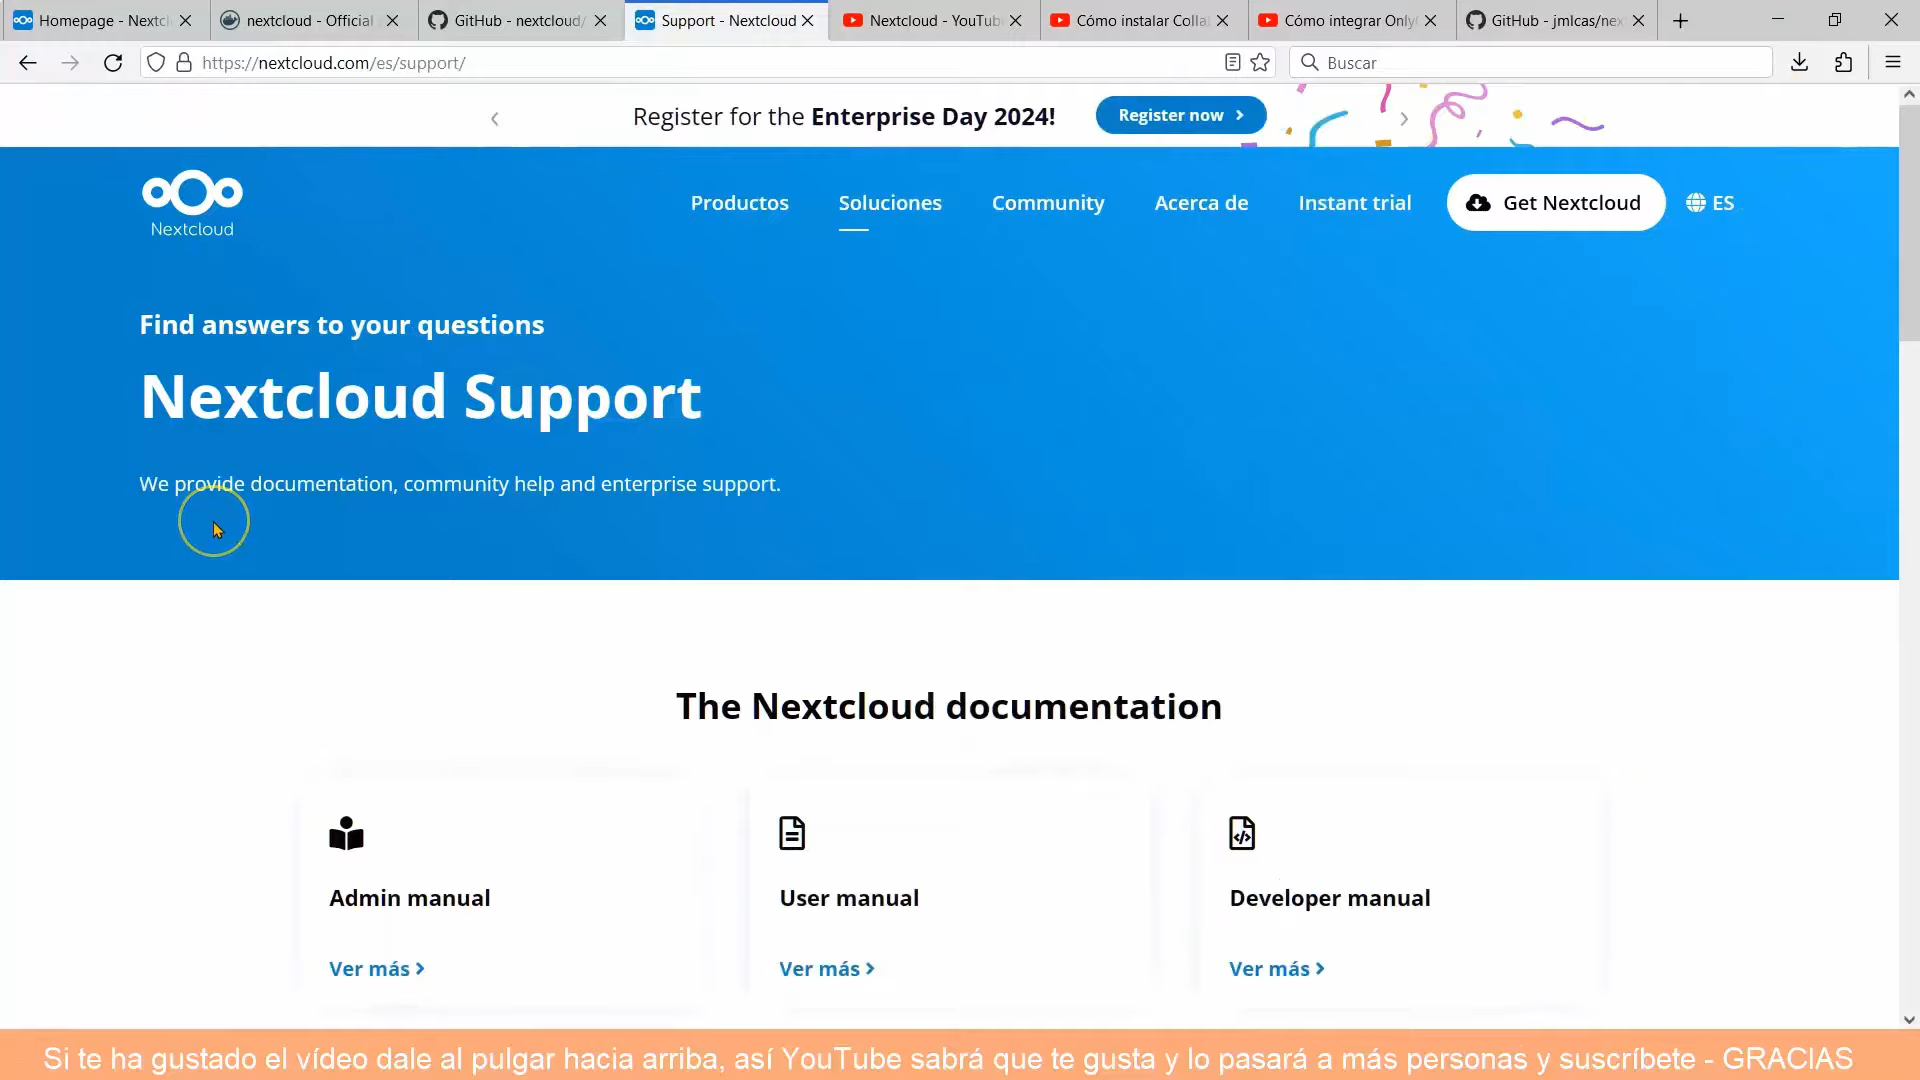 Homepage - Nextcl
nextcloud - Official
GitHub - nextcloud/
Support - Nextcloud
Nextcloud - YouTub
Cómo instalar Colla
Cómo integrar Only
GitHub - jmlcas/nex
https://nextcloud.com/es/support/
Buscar
Register for the Enterprise Day 2024!
Register now
Nextcloud
Productos
Soluciones
Community
Acerca de
Instant trial
Get Nextcloud
ES
Find answers to your questions
Nextcloud Support
We provide documentation, community help and enterprise support.
The Nextcloud documentation
Admin manual
User manual
Developer manual
Ver más
Ver más
Ver más
Si te ha gustado el vídeo dale al pulgar hacia arriba, así YouTube sabrá que te gusta y lo pasará a más personas y suscríbete - GRACIAS